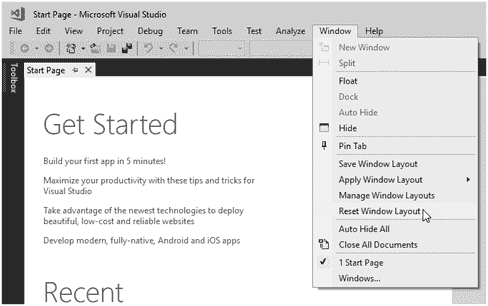 Start Page - Microsoft Visual Studio
File Edit View Project Debug Team Tools Test Analyze Window Help
Toolbox
Start Page
Get Started
Build your first app in 5 minutes!
Maximize your productivity with these tips and tricks for
Visual Studio
Take advantage of the newest technologies to deploy
beautiful, low-cost and reliable websites
Develop modern, fully-native, Android and iOS apps
Recent
New Window
Split
Float
Dock
Auto Hide
Hide
Pin Tab
Save Window Layout
Apply Window Layout
Manage Window Layouts
Reset Window Layout
Auto Hide All
Close All Documents
1 Start Page
Windows...